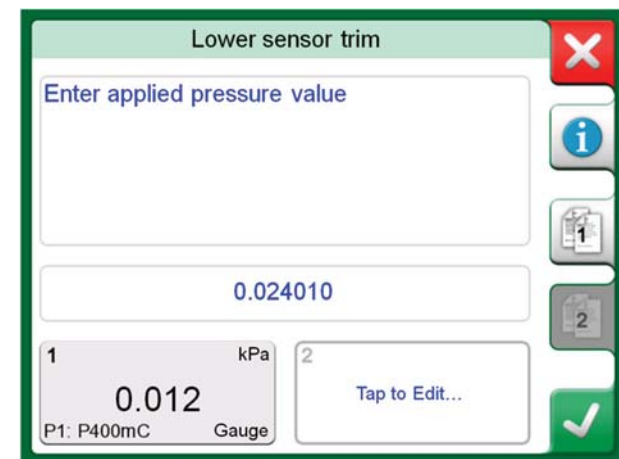 Lower sensor trim
Enter applied pressure value
i
1
0.024010
2
1 kPa
0.012
P1: P400mC Gauge
2
Tap to Edit...